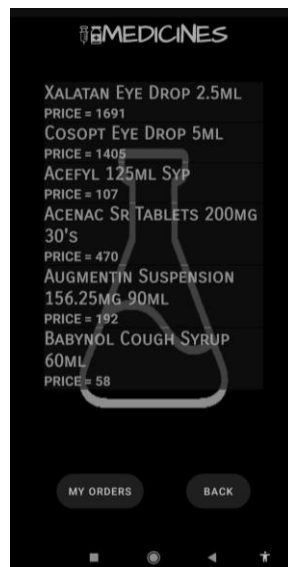 MEDICINES
XALATAN EYE DROP 2.5ML
PRICE = 1691
COSOPT EYE DROP 5ML
PRICE = 1405
ACEFYL 125ML SYP
PRICE = 107
ACENAC SR TABLETS 200MG
30'S
PRICE = 470
AUGMENTIN SUSPENSION
156.25MG 90ML
PRICE = 192
BABYNOL COUGH SYRUP
60ML
PRICE = 58
MY ORDERS
BACK